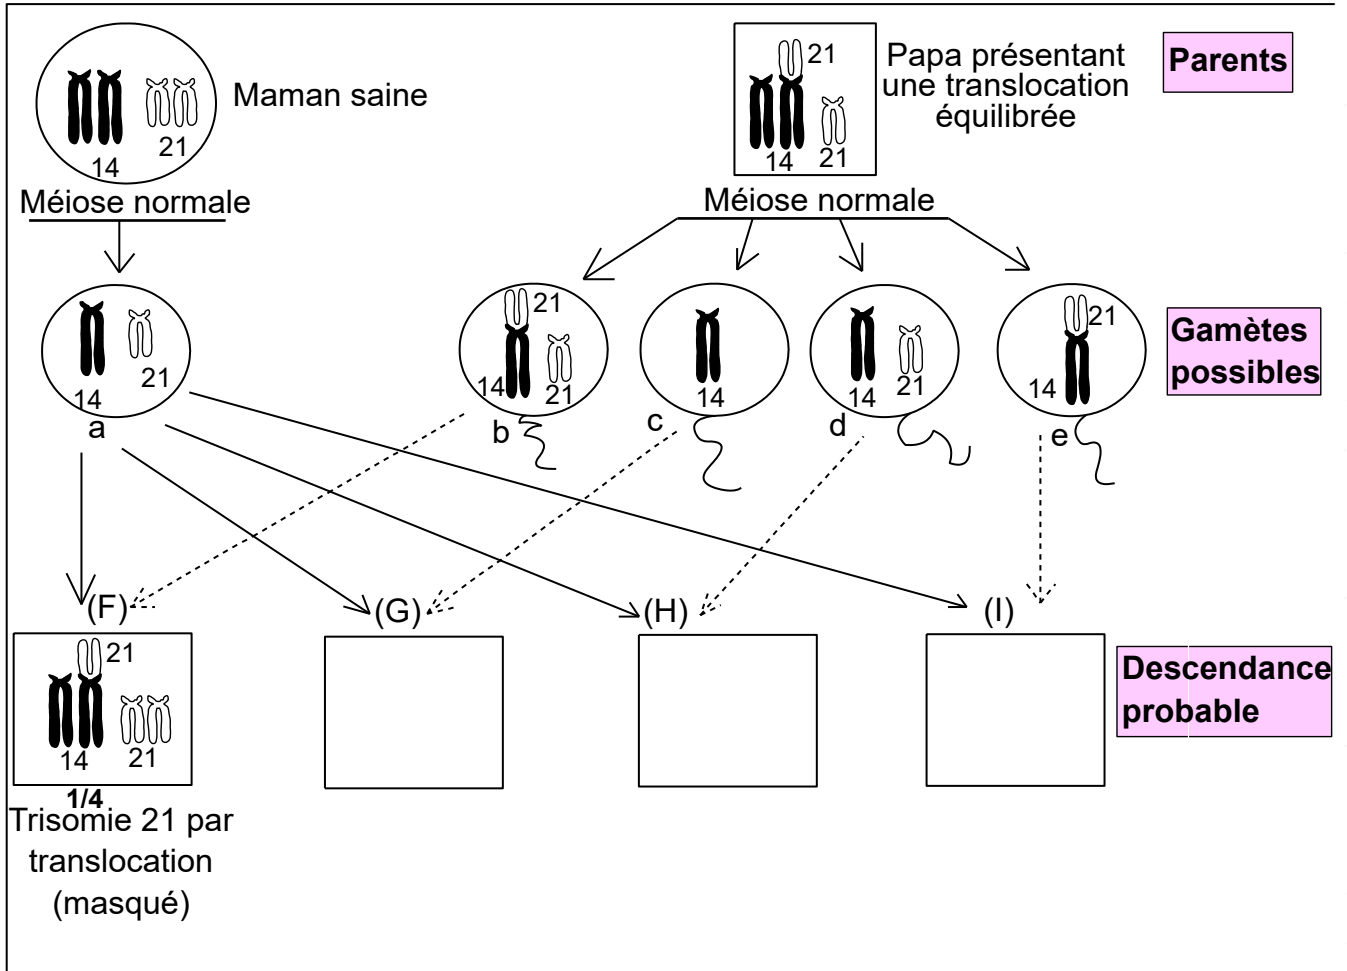 21
Papa présentant
une translocation
équilibrée
Parents
Maman saine
14
21
14
21
Méiose normale
Méiose normale
21
14
21
a
14
21
b
14
c
14
21
d
21
14
e
Gamètes
possibles
(F)
(G)
(H)
(I)
21
14
21
Descendance
probable
1/4
Trisomie 21 par
translocation
(masqué)